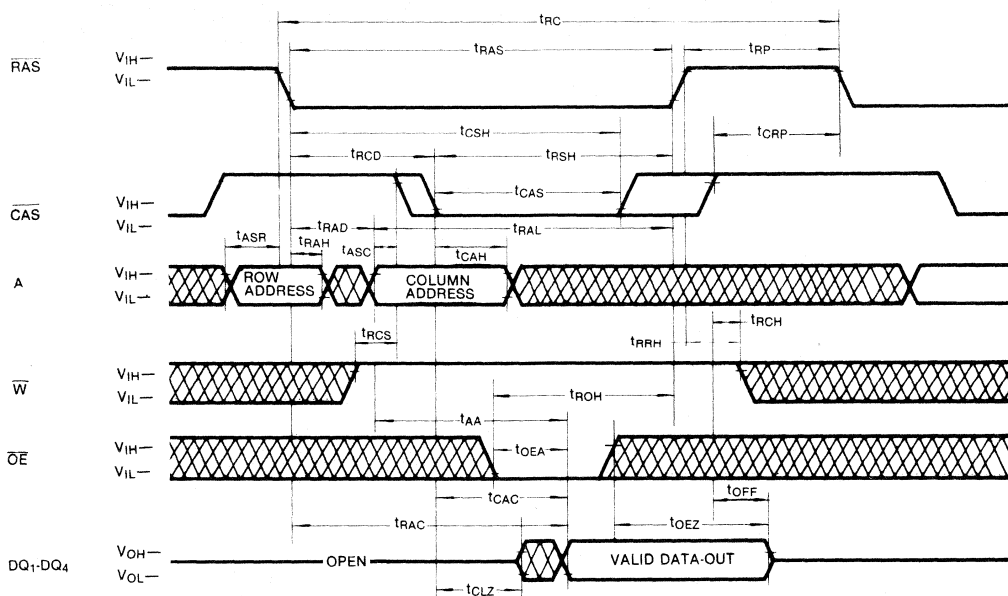 tRC
tRAS
tRP
RAS
VIH—
VIL—
tCSH
tCRP
tRCD
tRSH
tCAS
CAS
VIH—
VIL—
tASR
tRAD
tRAL
tRAH
tASC
tCAH
A
VIH—
VIL—
ROW
ADDRESS
COLUMN
ADDRESS
tRCS
tRRH
tRCH
W
VIH—
VIL—
tROH
tAA
OE
VIH—
VIL—
tOEA
tCAC
tOFF
tRAC
tOEZ
DQ1-DQ4
VOH—
VOL—
OPEN
VALID DATA-OUT
tCLZ